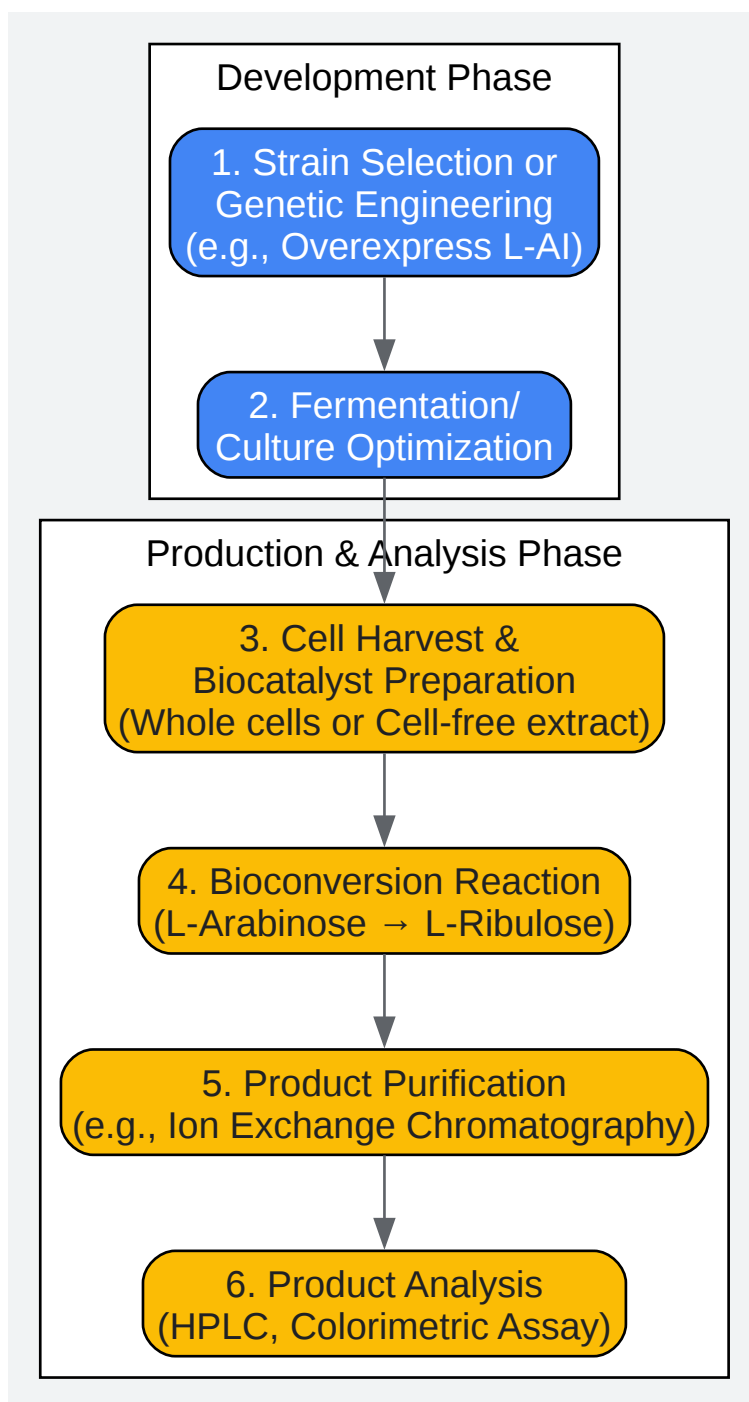 Development Phase
1. Strain Selection or
Genetic Engineering
(e.g., Overexpress L-AI)
2. Fermentation/
Culture Optimization
Production & Analysis Phase
3. Cell Harvest &
Biocatalyst Preparation
(Whole cells or Cell-free extract)
4. Bioconversion Reaction
(L-Arabinose → L-Ribulose)
5. Product Purification
(e.g., Ion Exchange Chromatography)
6. Product Analysis
(HPLC, Colorimetric Assay)